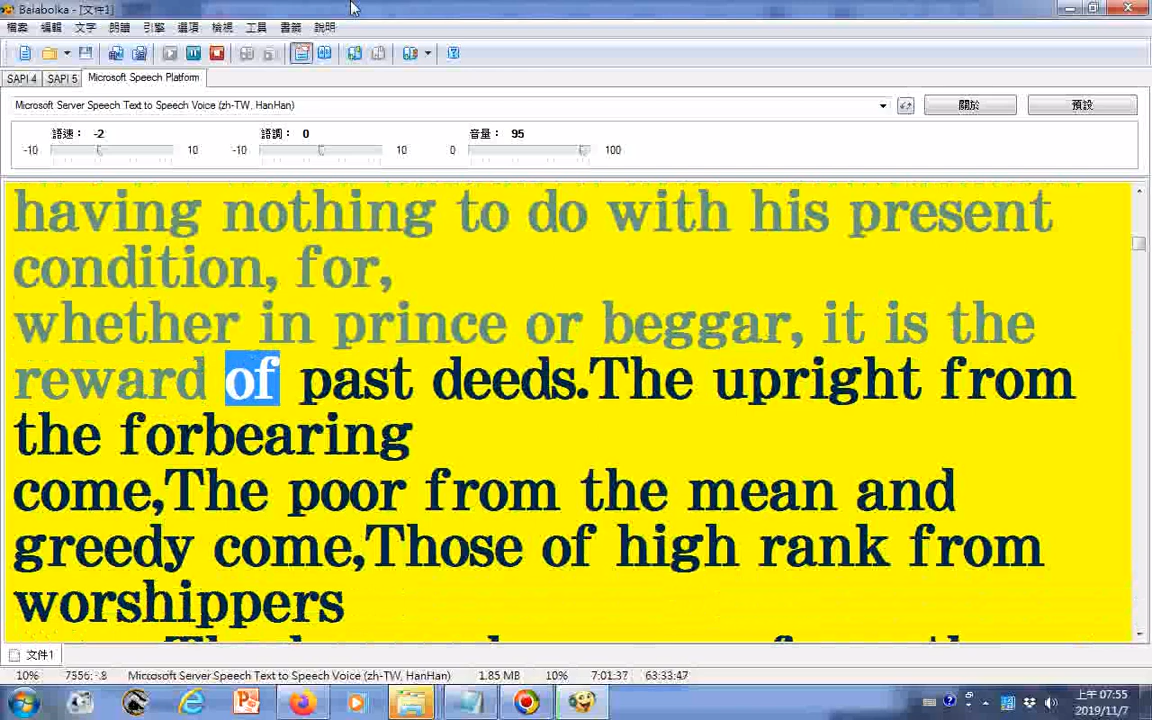 Balabolka - [文件1]
檔案 編輯 文字 朗讀 引擎 選項 檢視 工具 書籤 說明
SAPI 4 SAPI 5 Microsoft Speech Platform
Microsoft Server Speech Text to Speech Voice (zh-TW, HanHan) 關於 預設
語速： -2 語調： 0 音量： 95
-10 10 -10 10 0 100
having nothing to do with his present
condition, for,
whether in prince or beggar, it is the
reward of past deeds.The upright from
the forbearing
come,The poor from the mean and
greedy come,Those of high rank from
worshippers
文件1
10% Microsoft Server Speech Text to Speech Voice (zh-TW, HanHan) 1.85 MB 10% 7:01:37 63:33:47
上午 07:55
2019/11/7